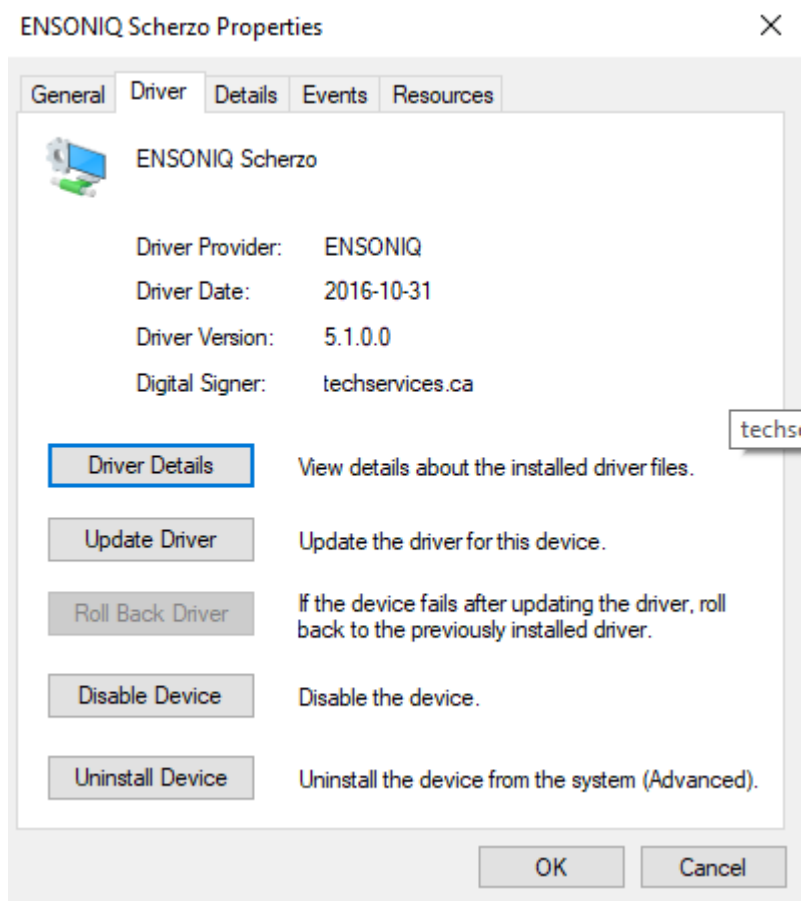 ENSONIQ Scherzo Properties
General Driver Details Events Resources
ENSONIQ Scherzo
Driver Provider: ENSONIQ
Driver Date: 2016-10-31
Driver Version: 5.1.0.0
Digital Signer: techservices.ca
Driver Details View details about the installed driver files.
Update Driver Update the driver for this device.
Roll Back Driver If the device fails after updating the driver, roll
back to the previously installed driver.
Disable Device Disable the device.
Uninstall Device Uninstall the device from the system (Advanced).
OK Cancel